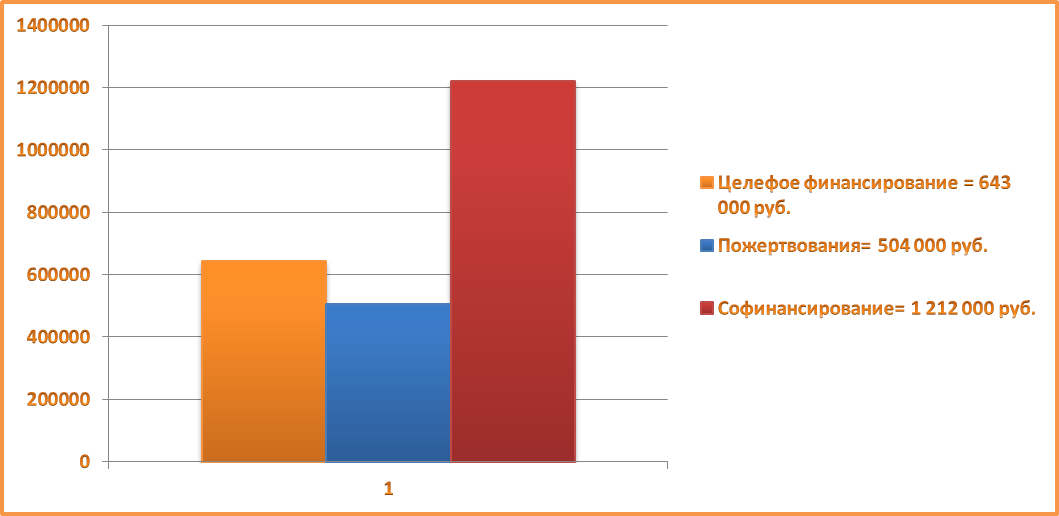 1400000
1200000
1000000
800000
600000
400000
200000
0
1
Целефое финансирование = 643
000 руб.
Пожертвования= 504 000 руб.
Софинансирование= 1 212 000 руб.